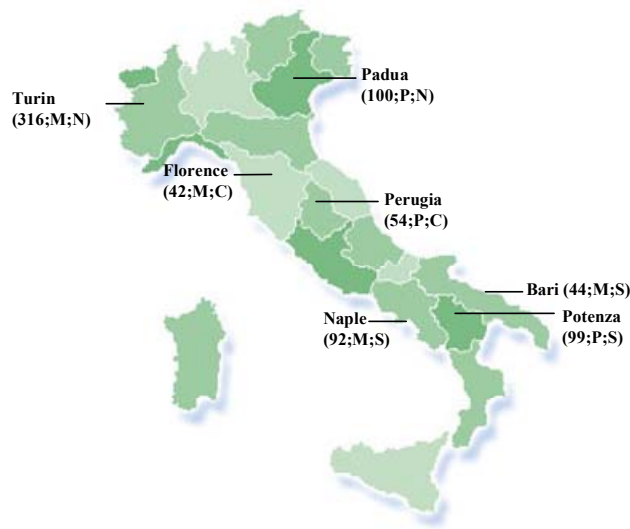 Padua
(100;P;N)
Turin
(316;M;N)
Florence
(42;M;C)
Perugia
(54;P;C)
Bari (44;M;S)
Naple
(92;M;S)
Potenza
(99;P;S)